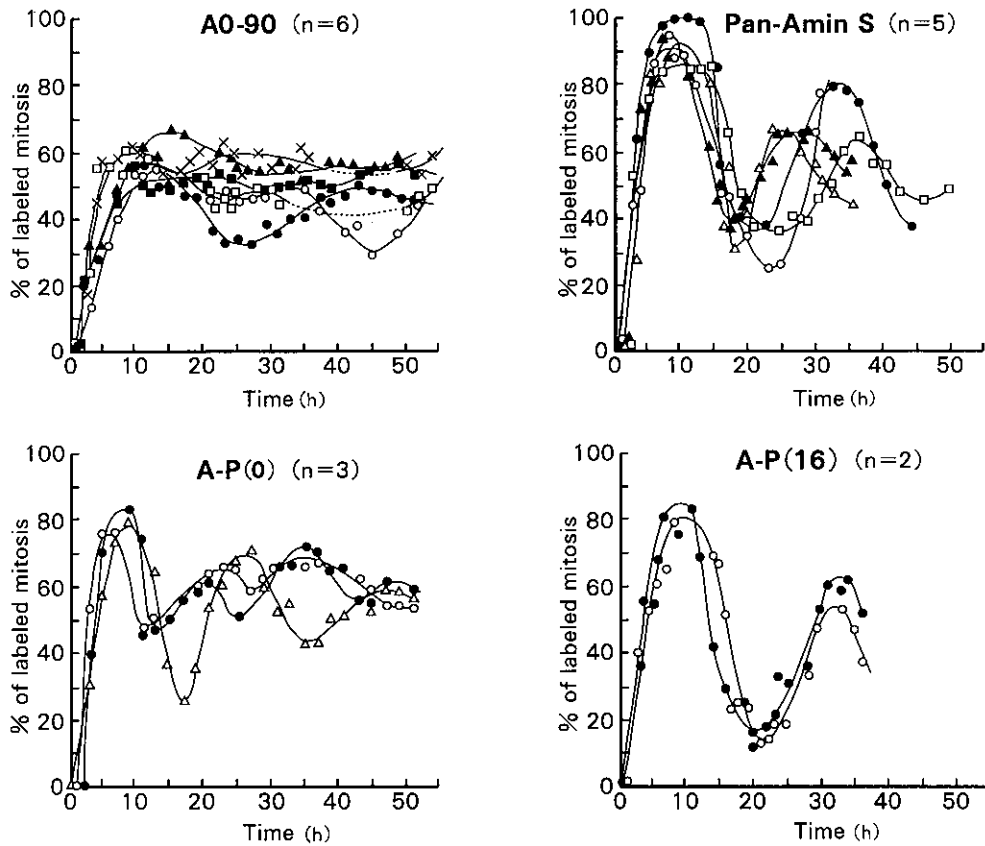 A0-90 (n=6)
% of labeled mitosis
100
80
60
40
20
0
0 10 20 30 40 50
Time (h)
Pan-Amin S (n=5)
% of labeled mitosis
100
80
60
40
20
0
0 10 20 30 40 50
Time (h)
A-P(0) (n=3)
% of labeled mitosis
100
80
60
40
20
0
0 10 20 30 40 50
Time (h)
A-P(16) (n=2)
% of labeled mitosis
100
80
60
40
20
0
0 10 20 30 40 50
Time (h)